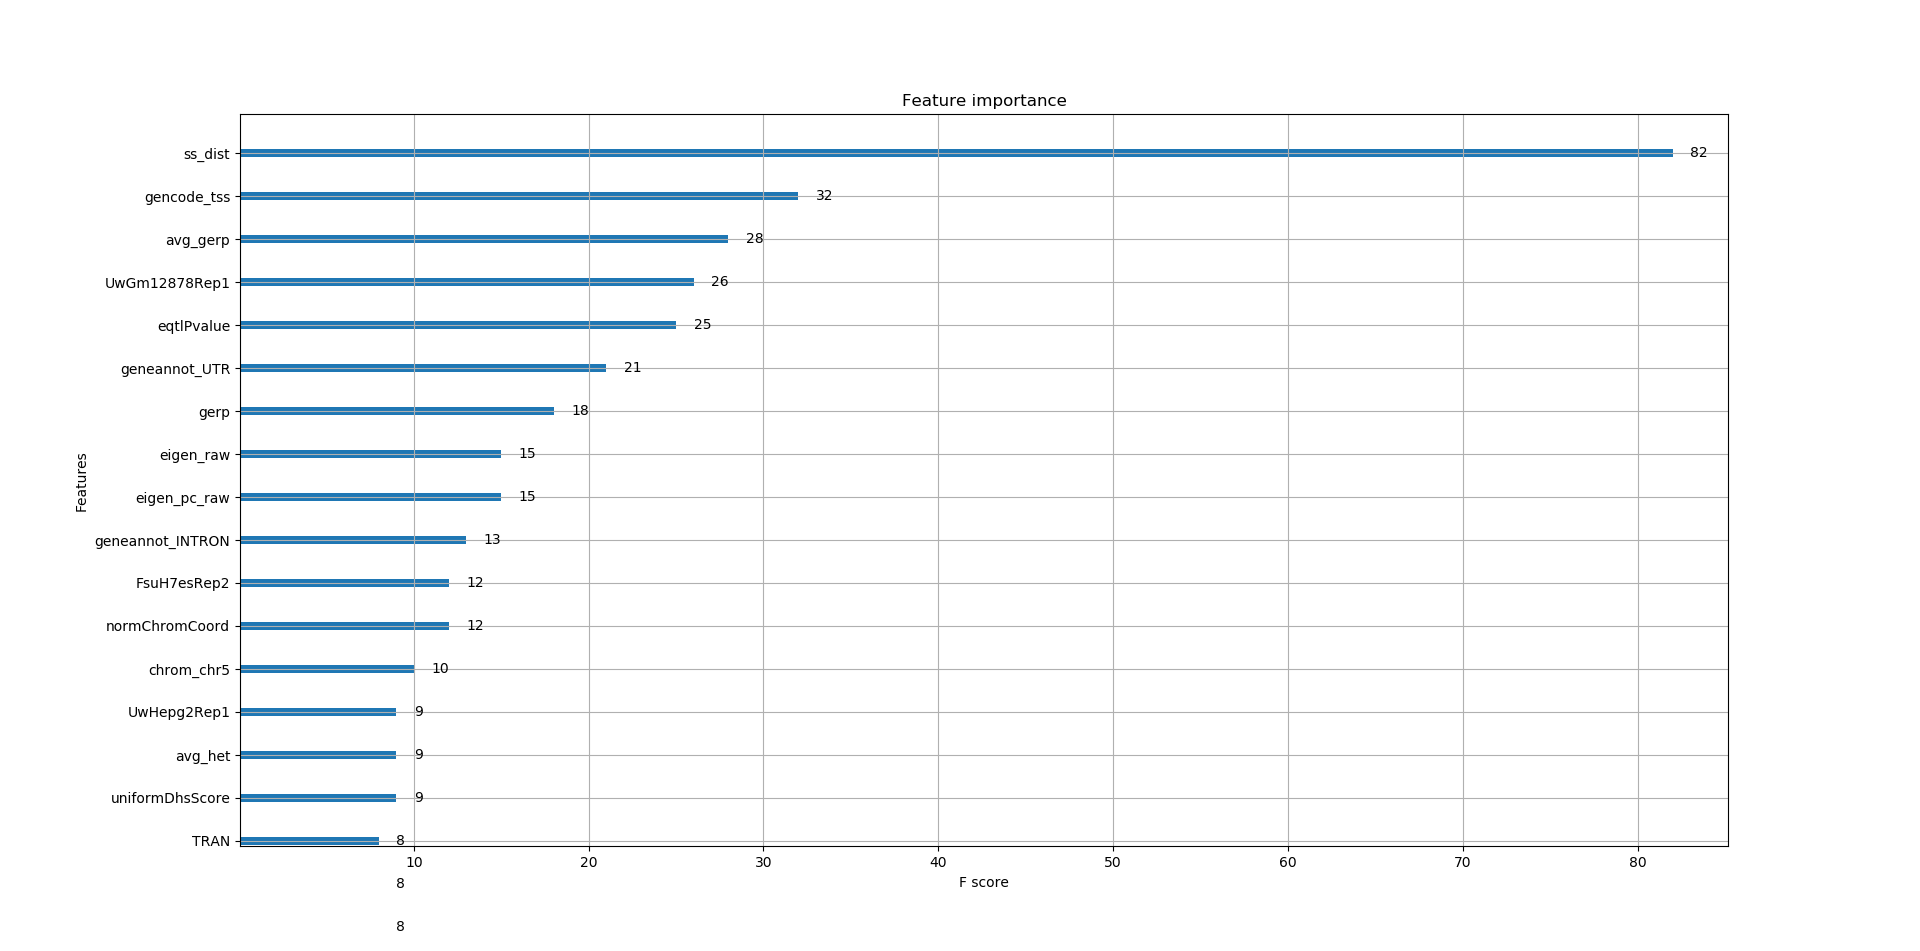 Feature importance
ss_dist 82
gencode_tss 32
avg_gerp 28
UwGm12878Rep1 26
eqtlPvalue 25
geneannot_UTR 21
gerp 18
eigen_raw 15
Features
eigen_pc_raw 15
geneannot_INTRON 13
FsuH7esRep2 12
normChromCoord 12
chrom_chr5 10
UwHepg2Rep1 9
avg_het 9
uniformDhsScore 9
TRAN 8
10 20 30 40 50 60 70 80
F score
8
8